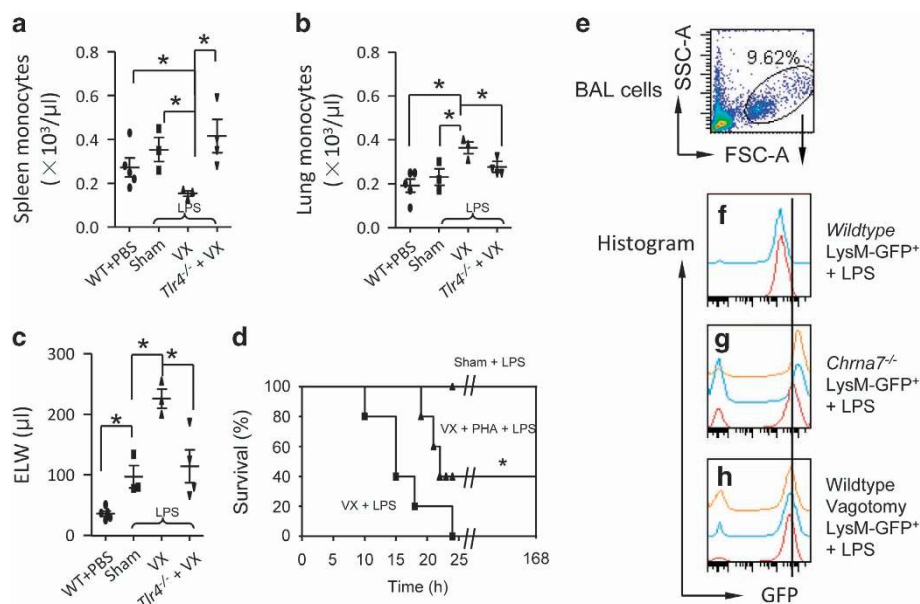 a
Spleen monocytes
(×10³/μl)
0.8
0.6
0.4
0.2
0.0
*
*
*
LPS
WT+PBS
Sham
VX
Tlr4⁻/⁻ + VX
b
Lung monocytes
(×10³/μl)
0.8
0.6
0.4
0.2
0.0
*
*
*
LPS
WT+PBS
Sham
VX
Tlr4⁻/⁻ + VX
c
ELW (μl)
300
200
100
0
*
*
*
LPS
WT+PBS
Sham
VX
Tlr4⁻/⁻ + VX
d
Survival (%)
100
80
60
40
20
0
Sham + LPS
VX + PHA + LPS
*
VX + LPS
0
10
15
20
25
168
Time (h)
e
BAL cells
SSC-A
9.62%
FSC-A
Histogram
f
Wildtype
LysM-GFP⁺
+ LPS
g
Chrna7⁻/⁻
LysM-GFP⁺
+ LPS
h
Wildtype
Vagotomy
LysM-GFP⁺
+ LPS
GFP